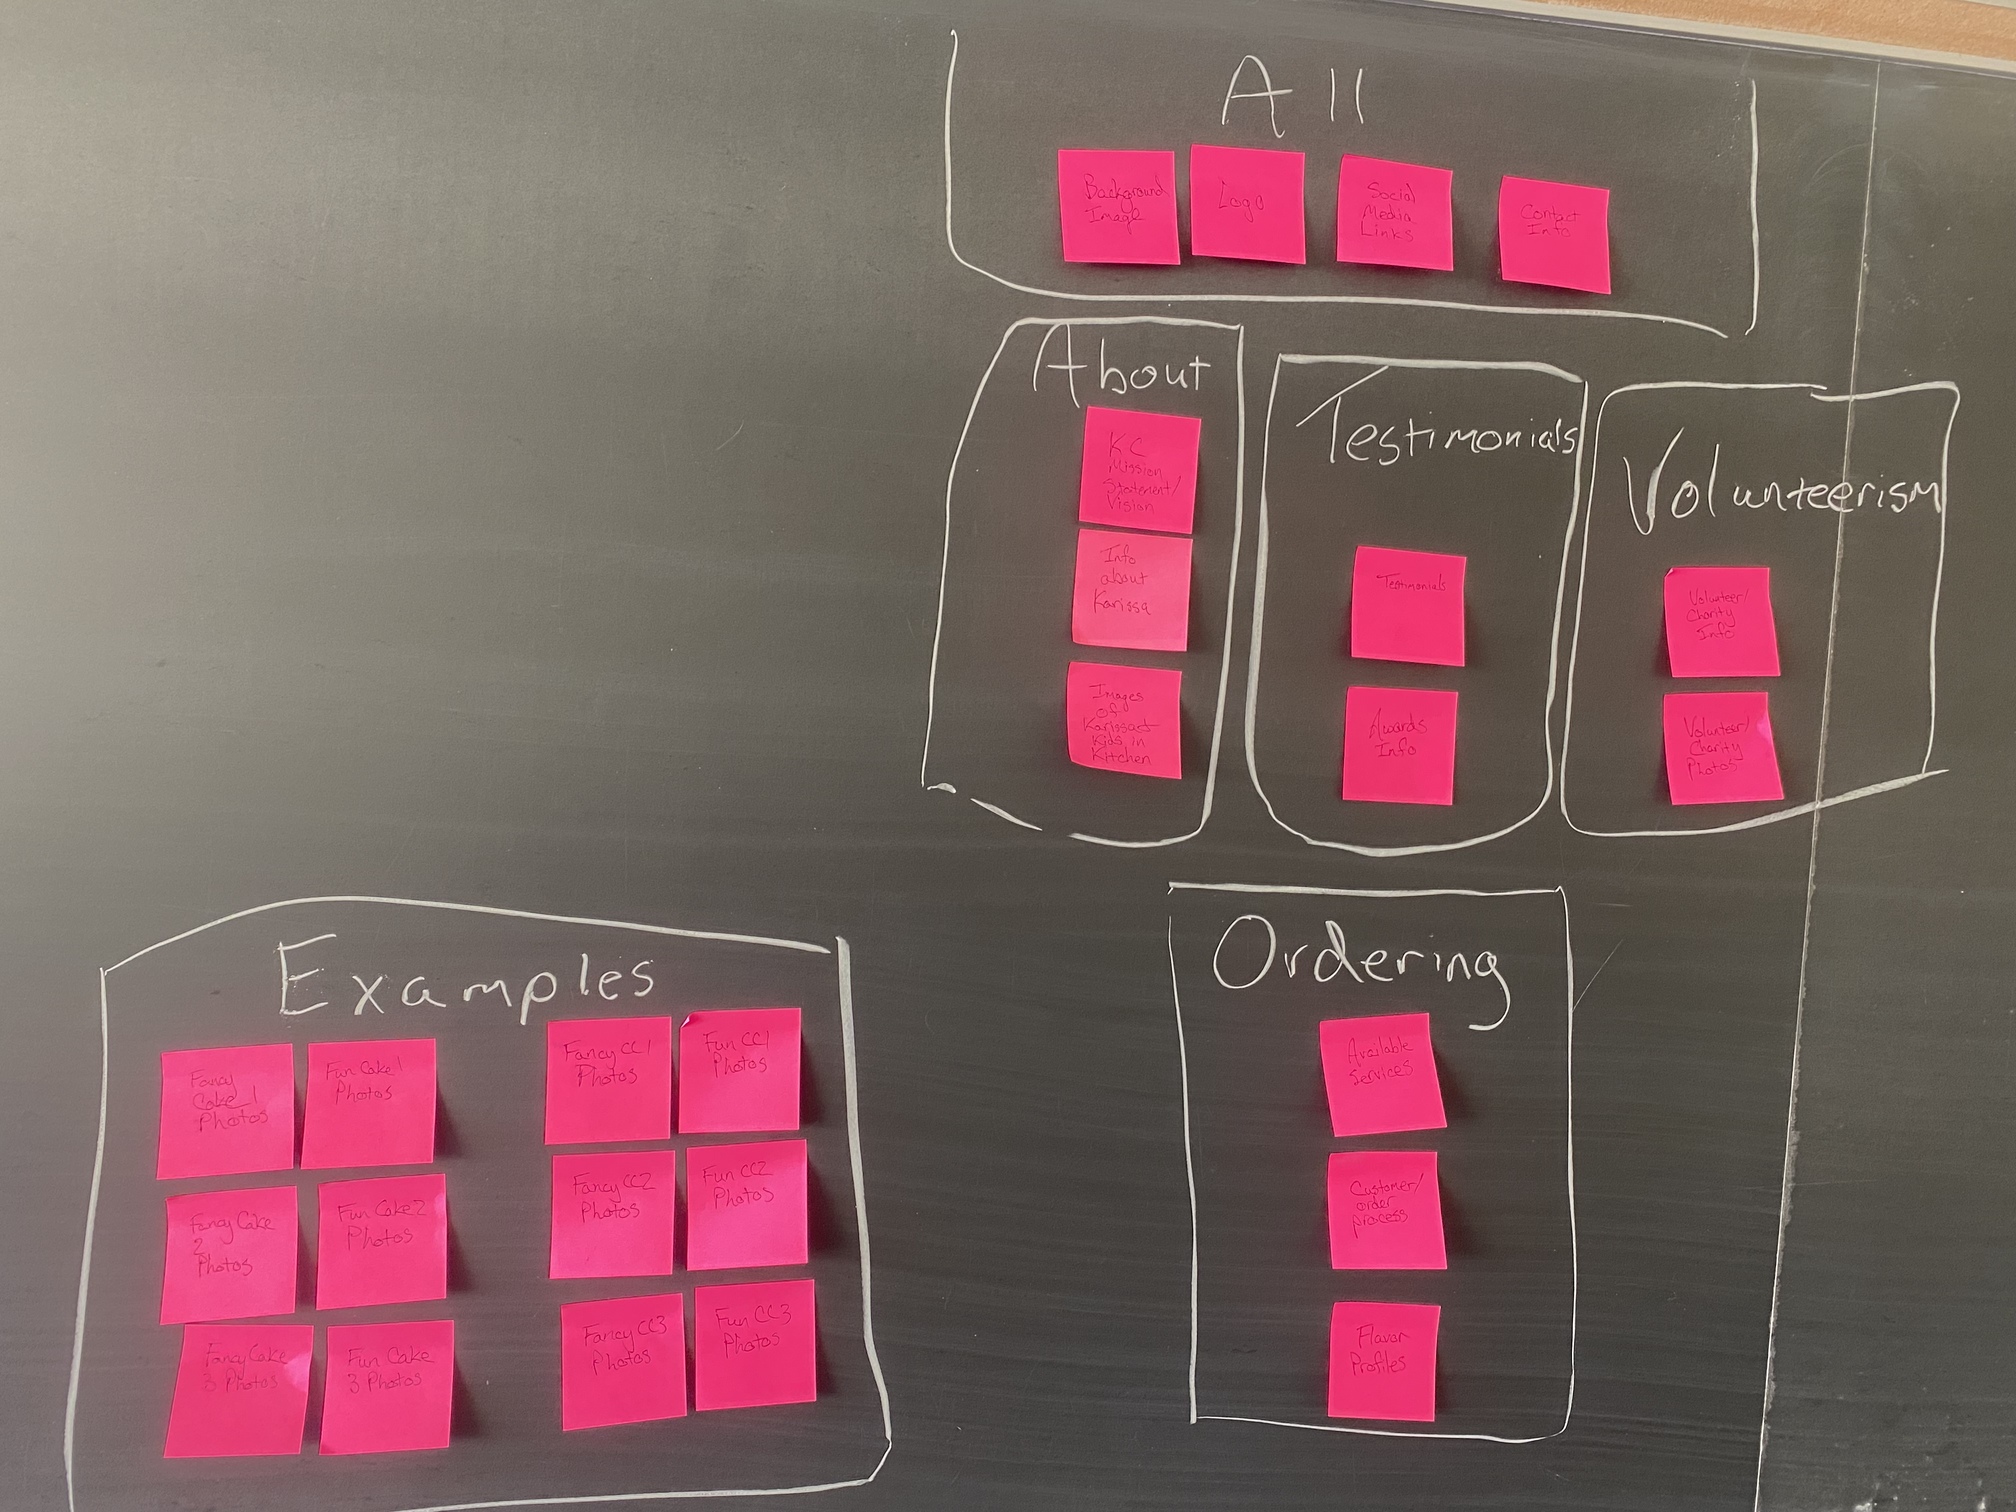 All
Background
Image
Logo
Social
Media
Links
Contact
Info
About
KC
Mission
Statement/
Vision
Info
about
Karissa
Images
of
Karissa+
Kids in
Kitchen
Testimonials
Testimonials
Awards
Info
Volunteerism
Volunteer/
Charity
Info
Volunteer/
Charity
Photos
Examples
Fancy
Cake 1
Photos
Fun Cake 1
Photos
Fancy CC1
Photos
Fun CC1
Photos
Fancy Cake
2
Photos
Fun Cake 2
Photos
Fancy CC2
Photos
Fun CC2
Photos
Fancy Cake
3 Photos
Fun Cake
3 Photos
Fancy CC3
Photos
Fun CC3
Photos
Ordering
Available
Services
Customer/
order
process
Flavor
Profiles